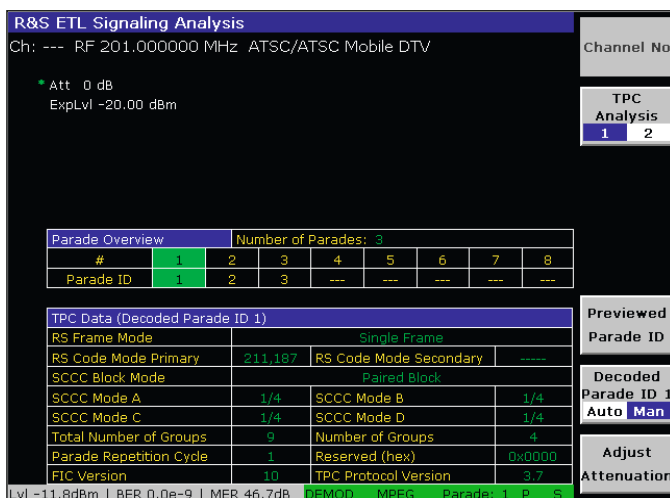 R&S ETL Signaling Analysis
Ch: --- RF 201.000000 MHz ATSC/ATSC Mobile DTV
* Att 0 dB
ExpLvl -20.00 dBm
Parade Overview Number of Parades: 3
# 1 2 3 4 5 6 7 8
Parade ID 1 2 3 --- --- --- --- ---
TPC Data (Decoded Parade ID 1)
RS Frame Mode Single Frame
RS Code Mode Primary 211,187 RS Code Mode Secondary -----
SCCC Block Mode Paired Block
SCCC Mode A 1/4 SCCC Mode B 1/4
SCCC Mode C 1/4 SCCC Mode D 1/4
Total Number of Groups 9 Number of Groups 4
Parade Repetition Cycle 1 Reserved (hex) 0x0000
FIC Version 10 TPC Protocol Version 3.7
Lvl -11.8dBm | BER 0.0e-9 | MER 46.7dB DEMOD MPEG Parade: 1 P S
Channel No
TPC
Analysis
1 2
Previewed
Parade ID
Decoded
Parade ID 1
Auto Man
Adjust
Attenuation